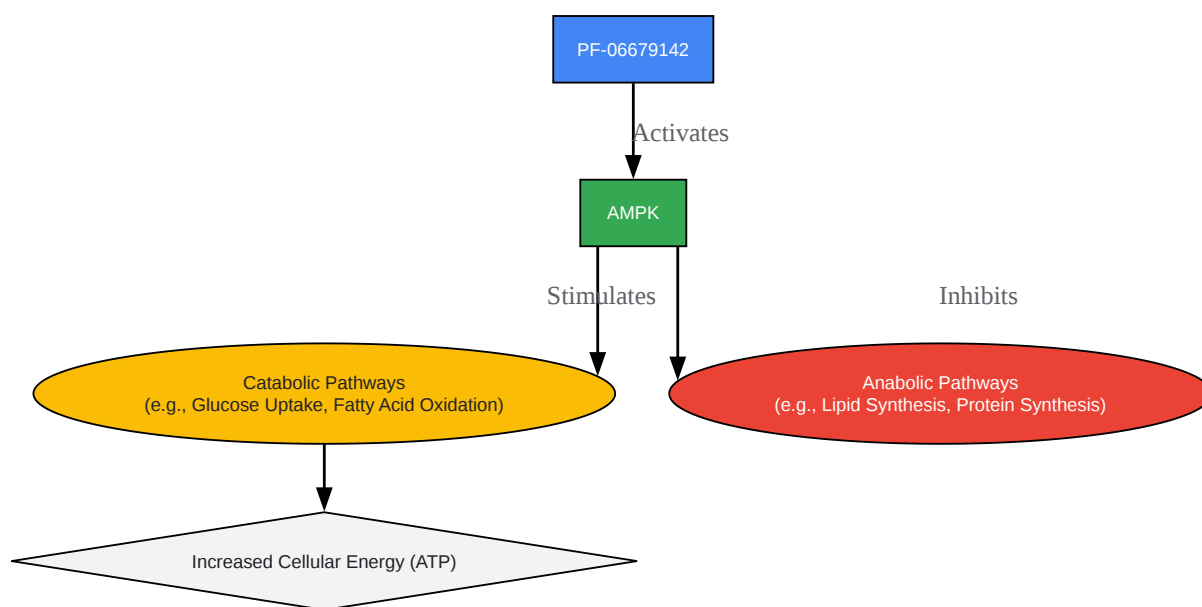 PF-06679142
Activates
AMPK
Stimulates
Inhibits
Catabolic Pathways
(e.g., Glucose Uptake, Fatty Acid Oxidation)
Anabolic Pathways
(e.g., Lipid Synthesis, Protein Synthesis)
Increased Cellular Energy (ATP)